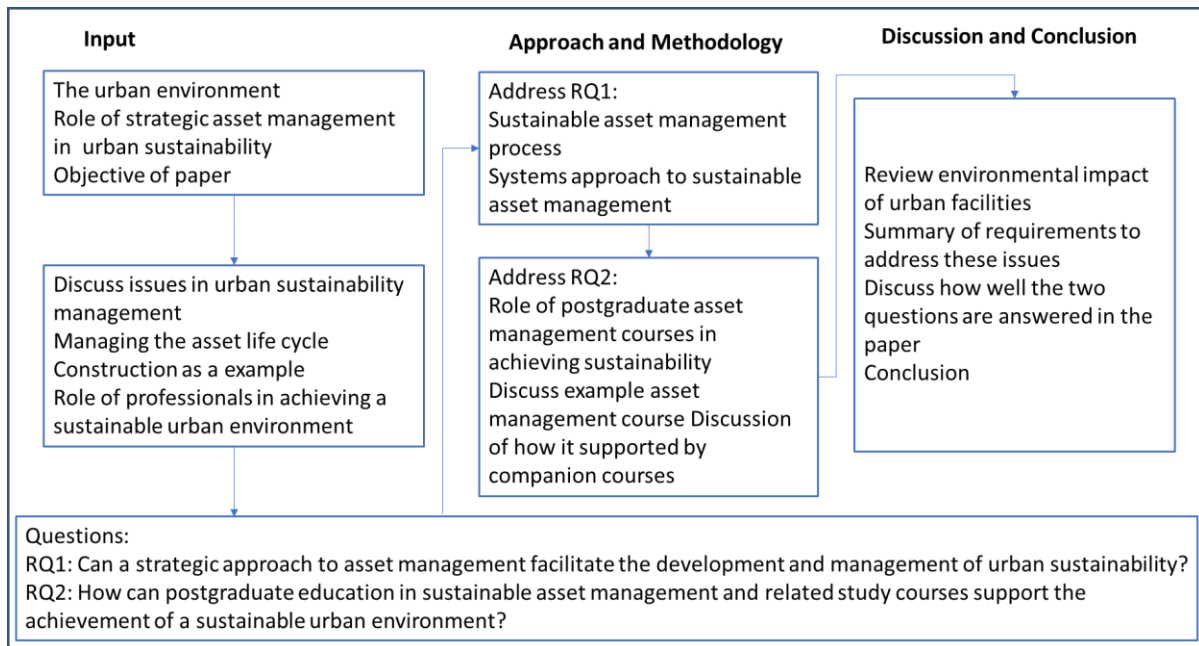 Input
The urban environment
Role of strategic asset management
in urban sustainability
Objective of paper
Discuss issues in urban sustainability
management
Managing the asset life cycle
Construction as a example
Role of professionals in achieving a
sustainable urban environment
Questions:
RQ1: Can a strategic approach to asset management facilitate the development and management of urban sustainability?
RQ2: How can postgraduate education in sustainable asset management and related study courses support the
achievement of a sustainable urban environment?
Approach and Methodology
Address RQ1:
Sustainable asset management
process
Systems approach to sustainable
asset management
Address RQ2:
Role of postgraduate asset
management courses in
achieving sustainability
Discuss example asset
management course Discussion
of how it supported by
companion courses
Discussion and Conclusion
Review environmental impact
of urban facilities
Summary of requirements to
address these issues
Discuss how well the two
questions are answered in the
paper
Conclusion